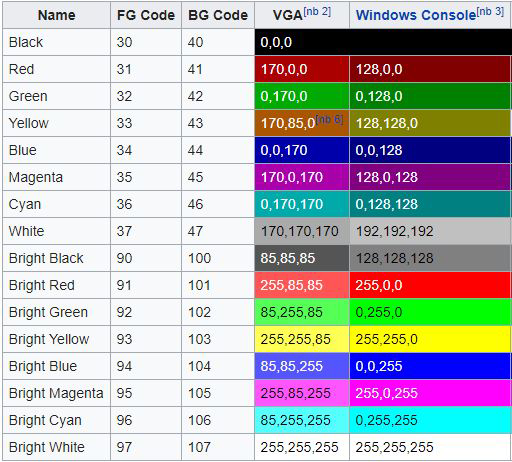 Name FG Code BG Code VGA[nb 2] Windows Console[nb 3]
Black 30 40 0,0,0
Red 31 41 170,0,0 128,0,0
Green 32 42 0,170,0 0,128,0
Yellow 33 43 170,85,0[nb 6] 128,128,0
Blue 34 44 0,0,170 0,0,128
Magenta 35 45 170,0,170 128,0,128
Cyan 36 46 0,170,170 0,128,128
White 37 47 170,170,170 192,192,192
Bright Black 90 100 85,85,85 128,128,128
Bright Red 91 101 255,85,85 255,0,0
Bright Green 92 102 85,255,85 0,255,0
Bright Yellow 93 103 255,255,85 255,255,0
Bright Blue 94 104 85,85,255 0,0,255
Bright Magenta 95 105 255,85,255 255,0,255
Bright Cyan 96 106 85,255,255 0,255,255
Bright White 97 107 255,255,255 255,255,255